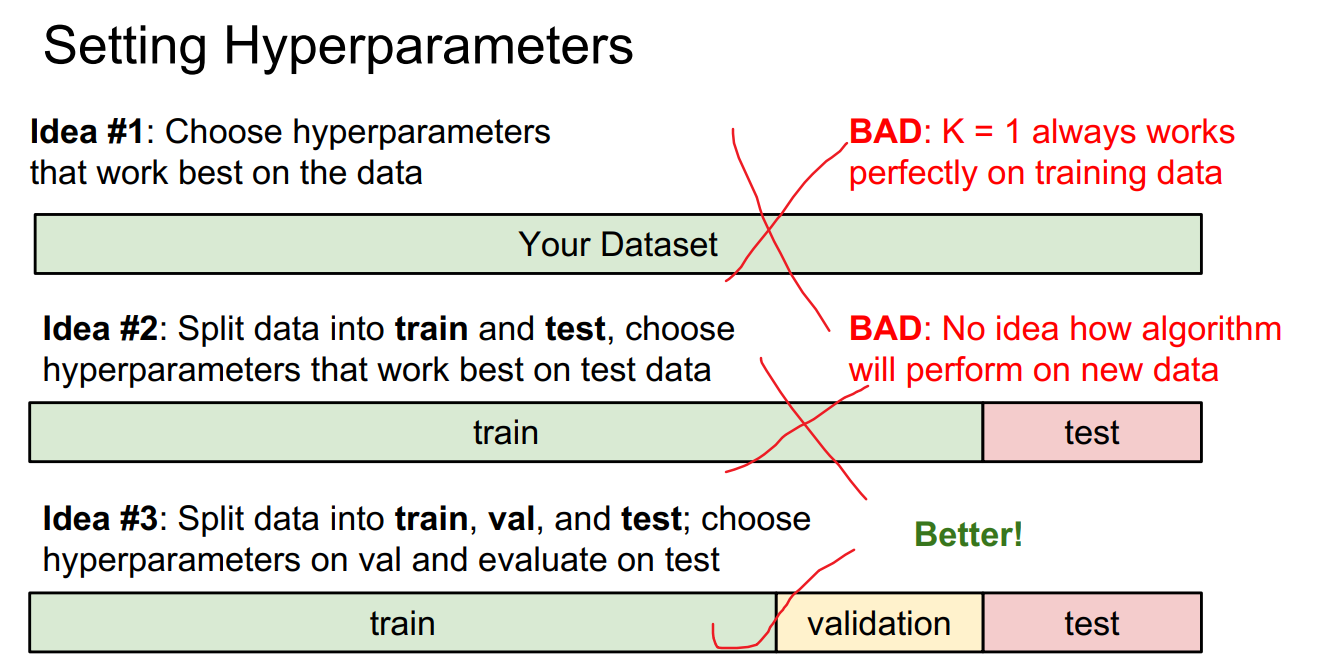 Setting Hyperparameters
Idea #1: Choose hyperparameters
that work best on the data
BAD: K = 1 always works
perfectly on training data
Your Dataset
Idea #2: Split data into train and test, choose
hyperparameters that work best on test data
BAD: No idea how algorithm
will perform on new data
train
test
Idea #3: Split data into train, val, and test; choose
hyperparameters on val and evaluate on test
Better!
train
validation
test